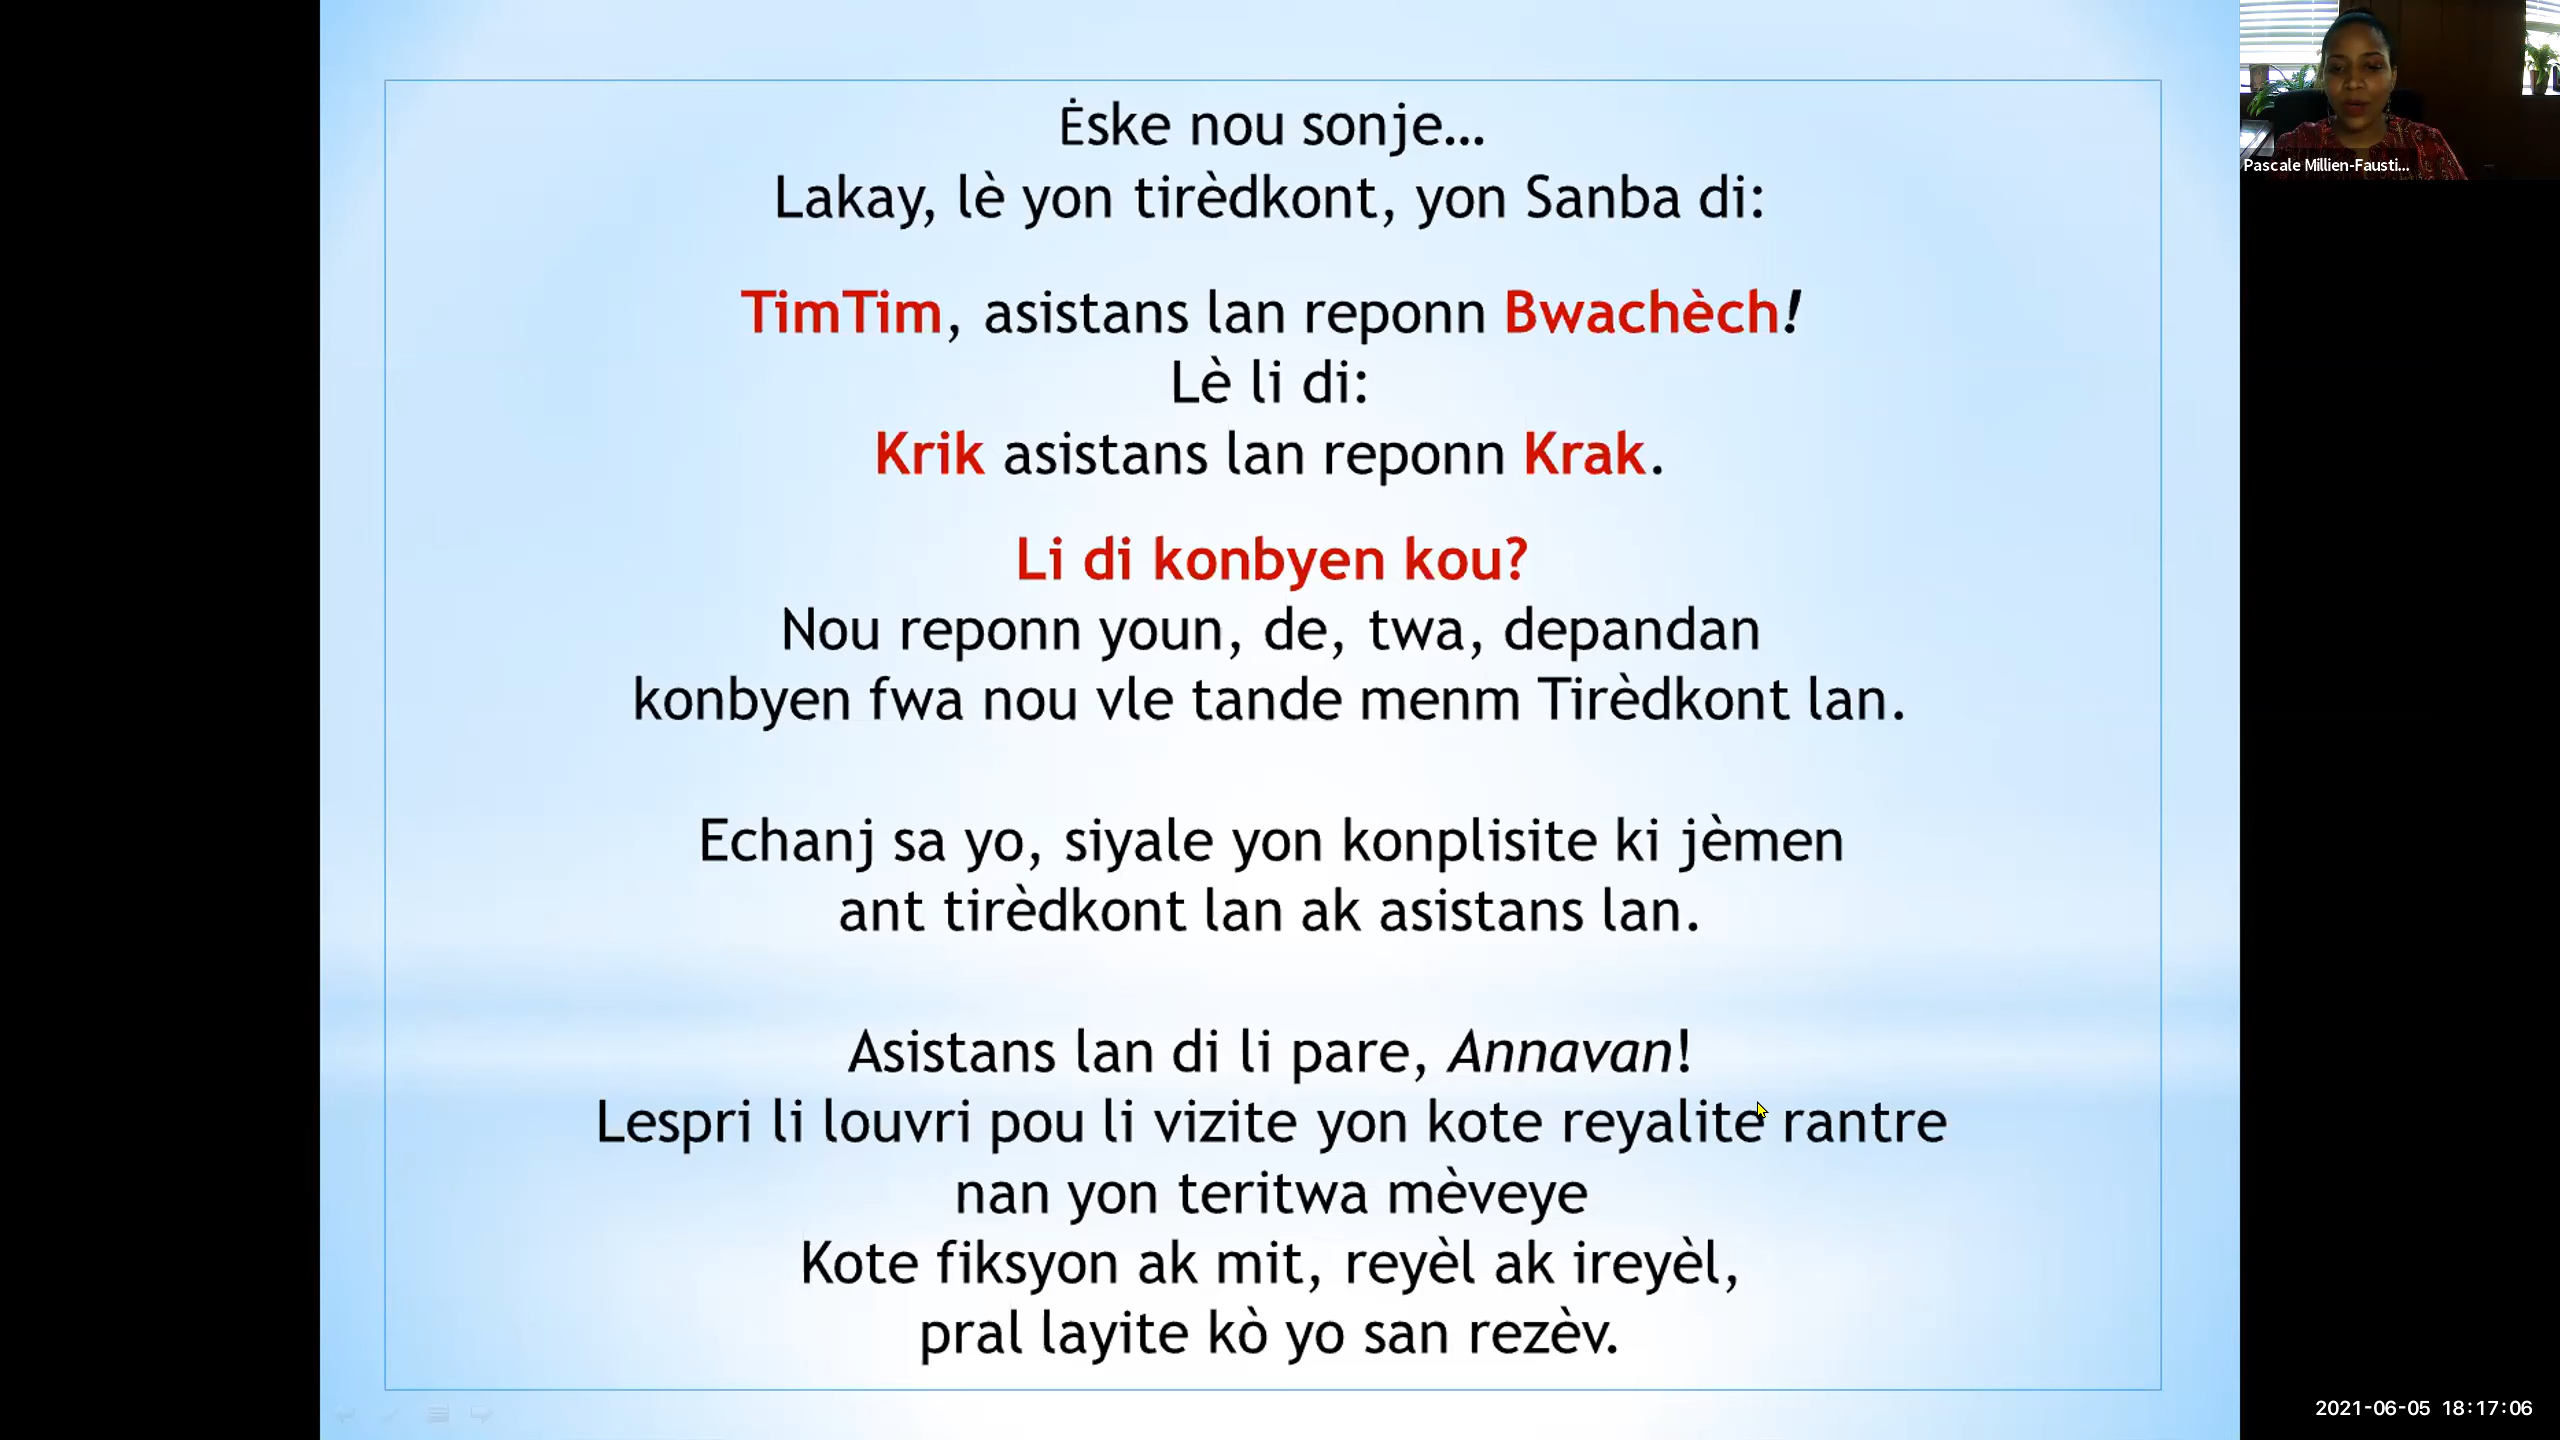 Ėske nou sonje...
Lakay, lè yon tirèdkont, yon Sanba di:
TimTim, asistans lan reponn Bwachèch!
Lè li di:
Krik asistans lan reponn Krak.
Li di konbyen kou?
Nou reponn youn, de, twa, depandan
konbyen fwa nou vle tande menm Tirèdkont lan.
Echanj sa yo, siyale yon konplisite ki jèmen
ant tirèdkont lan ak asistans lan.
Asistans lan di li pare, Annavan!
Lespri li louvri pou li vizite yon kote reyalite rantre
nan yon teritwa mèveye
Kote fiksyon ak mit, reyèl ak ireyèl,
pral layite kò yo san rezèv.
Pascale Millien-Fausti...
2021-06-05 18:17:06